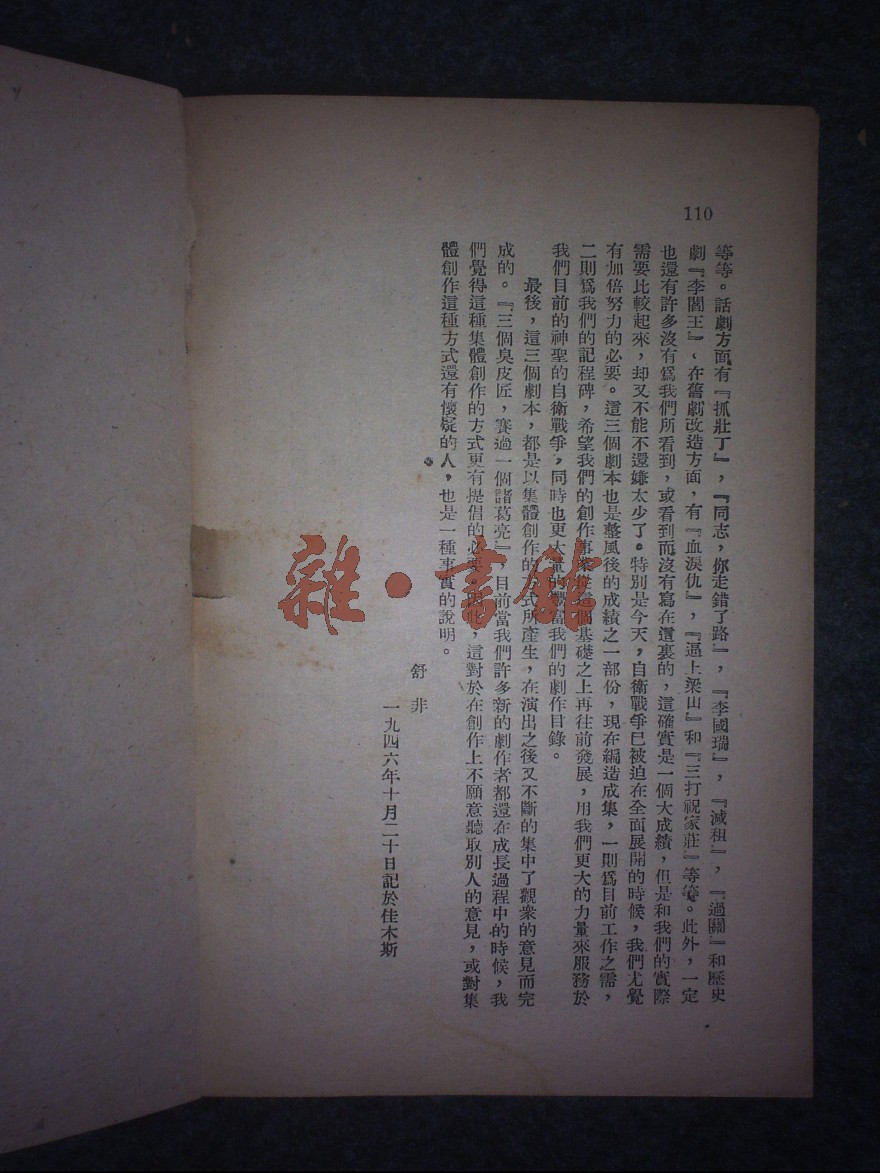 110
等等。話劇方面有『抓壯丁』，『同志，你走錯了路』，『李國瑞』，『減租』，『過關』和歷史
劇『李闖王』、在舊劇改造方面，有『血淚仇』，『逼上梁山』和『三打祝家莊』等等。此外，一定
也還有許多沒有爲我們所看到，或看到而沒有寫在這裏的，這確實是一個大成績，但是和我們的實際
需要比較起來，却又不能不還嫌太少了。特別是今天，自衛戰爭已被迫在全面展開的時候，我們尤覺
有加倍努力的必要。這三個劇本也是整風後的成績之一部份，現在編造成集，一則爲目前工作之需，
二則爲我們的記程碑，希望我們的創作事業從這個基礎之上再往前發展，用我們更大的力量來服務於
我們目前的神聖的自衛戰爭，同時也更大量的豐富我們的劇作目錄。
最後，這三個劇本，都是以集體創作的方式所產生，在演出之後又不斷的集中了觀衆的意見而完
成的。『三個臭皮匠，賽過一個諸葛亮』目前當我們許多新的劇作者都還在成長過程中的時候，我
們覺得這種集體創作的方式更有提倡的必要，因此，這對於在創作上不願意聽取別人的意見，或對集
體創作這種方式還有懷疑的人，也是一種事實的說明。
舒非
一九四六年十月二十日記於佳木斯
雜·書館